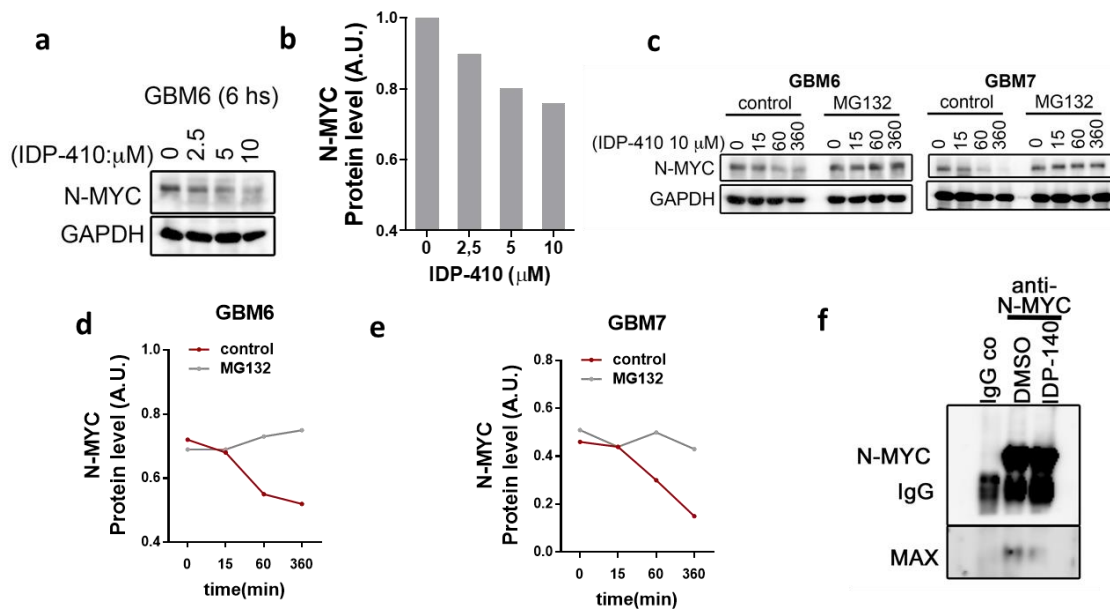 a
GBM6 (6 hs)
(IDP-410:μM) 0 2.5 5 10
N-MYC
GAPDH
b
N-MYC
Protein level (A.U.)
1.0
0.8
0.6
0.4
0 2,5 5 10
IDP-410 (μM)
c
GBM6 GBM7
control MG132 control MG132
(IDP-410 10 μM) 0 15 60 360 0 15 60 360 0 15 60 360 0 15 60 360
N-MYC
GAPDH
d
GBM6
control
MG132
N-MYC
Protein level (A.U.)
1.0
0.8
0.6
0.4
0 15 60 360
time(min)
e
GBM7
control
MG132
N-MYC
Protein level (A.U.)
0.8
0.6
0.4
0.2
0.0
0 15 60 360
time(min)
f
anti-
N-MYC
IgG co DMSO IDP-140
N-MYC
IgG
MAX